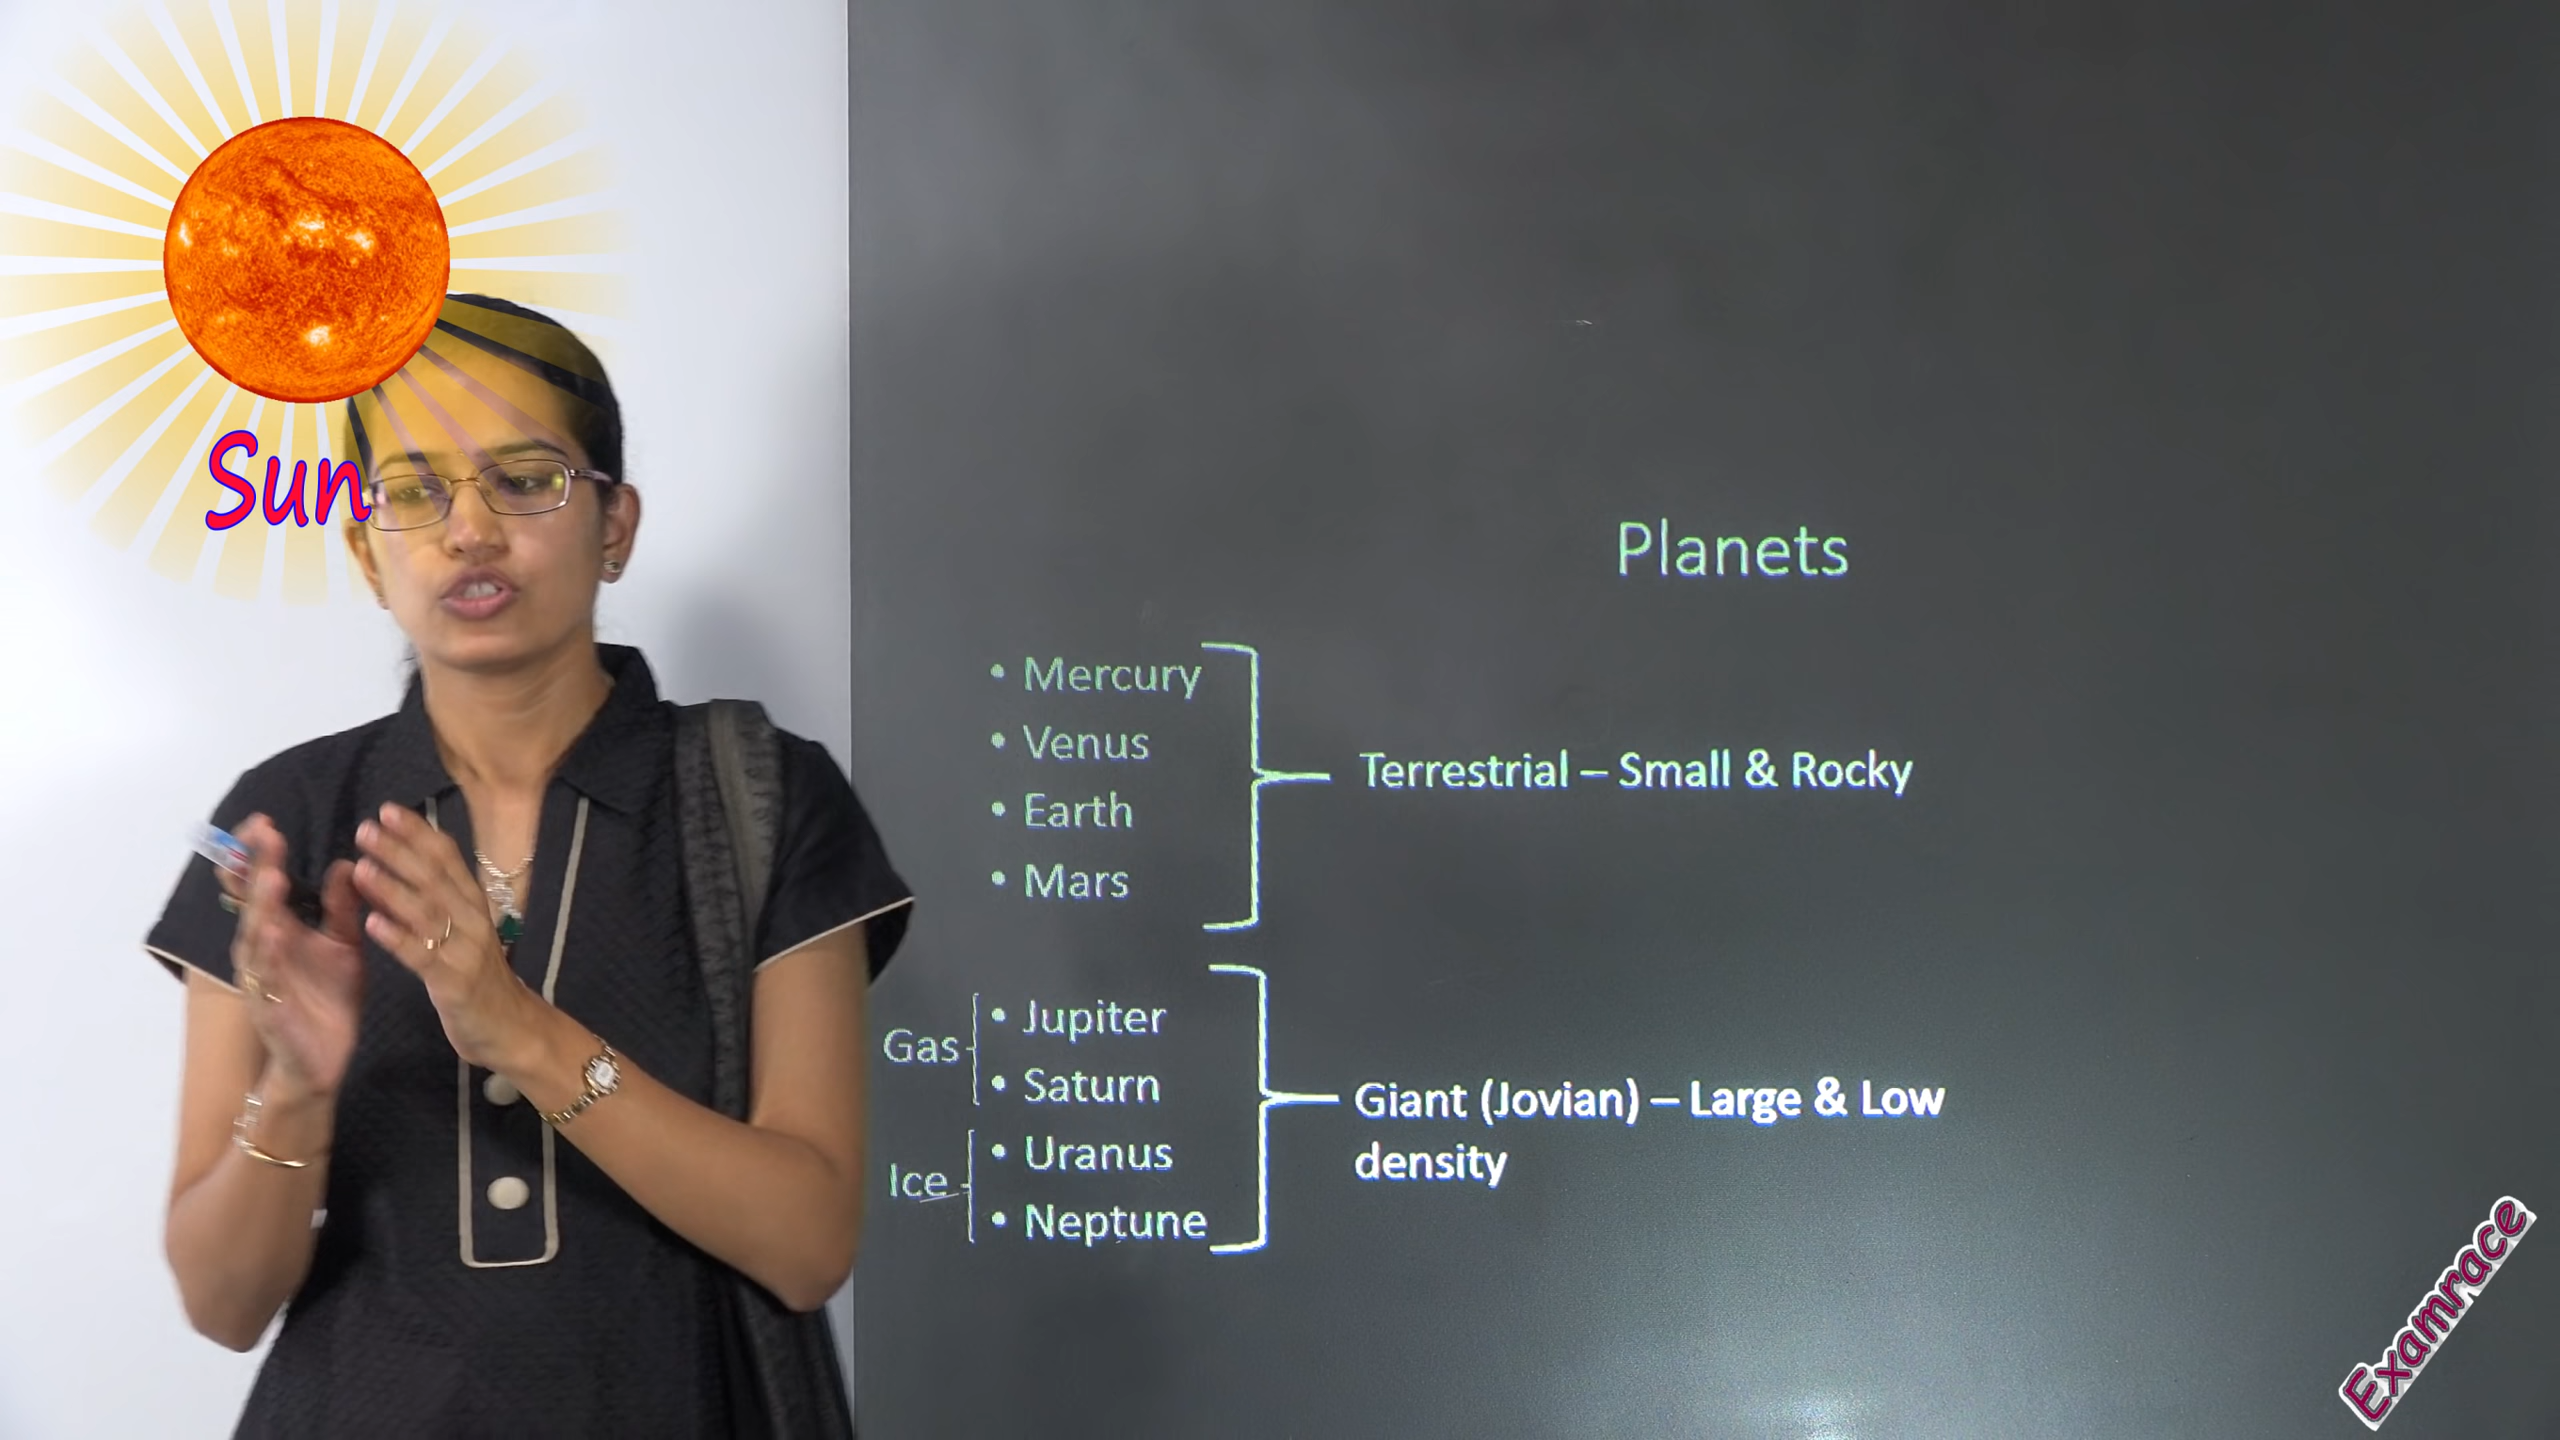 Sun
Planets
• Mercury
• Venus
• Earth
• Mars
Terrestrial – Small & Rocky
Gas
• Jupiter
• Saturn
Ice
• Uranus
• Neptune
Giant (Jovian) – Large & Low
density
Examrace